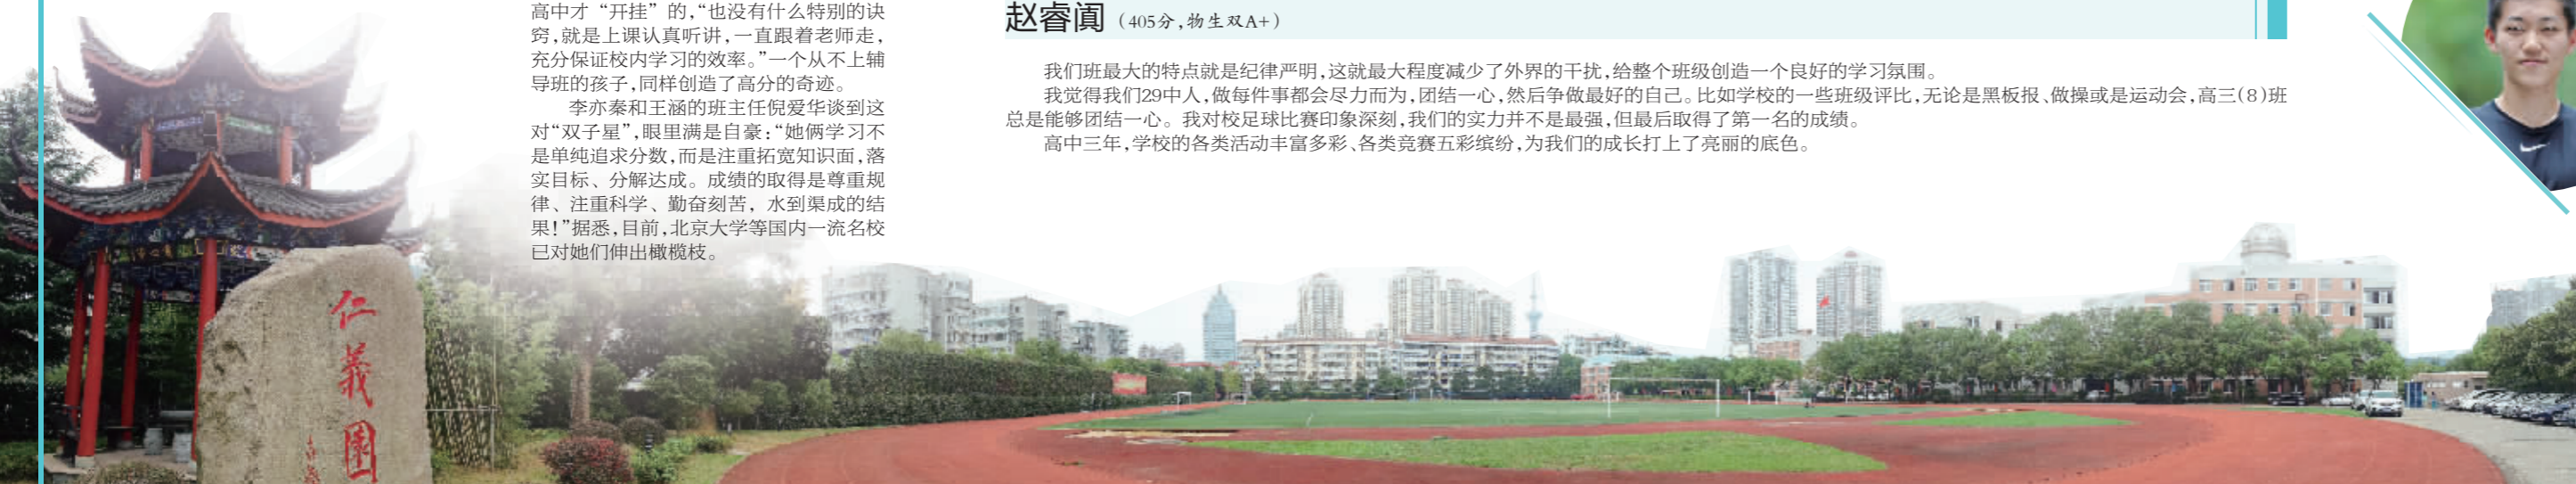 高中才“开挂”的,“也没有什么特别的诀
窍,就是上课认真听讲,一直跟着老师走,
充分保证校内学习的效率。”一个从不上辅
导班的孩子,同样创造了高分的奇迹。
李亦秦和王涵的班主任倪爱华谈到这
对“双子星”,眼里满是自豪:“她俩学习不
是单纯追求分数,而是注重拓宽知识面,落
实目标、分解达成。成绩的取得是尊重规
律、注重科学、勤奋刻苦,水到渠成的结
果!”据悉,目前,北京大学等国内一流名校
已对她们伸出橄榄枝。
赵睿阗(405分,物生双A+)
我们班最大的特点就是纪律严明,这就最大程度减少了外界的干扰,给整个班级创造一个良好的学习氛围。
我觉得我们29中人,做每件事都会尽力而为,团结一心,然后争做最好的自己。比如学校的一些班级评比,无论是黑板报、做操或是运动会,高三(8)班
总是能够团结一心。我对校足球比赛印象深刻,我们的实力并不是最强,但最后取得了第一名的成绩。
高中三年,学校的各类活动丰富多彩、各类竞赛五彩缤纷,为我们的成长打上了亮丽的底色。
仁
義
園